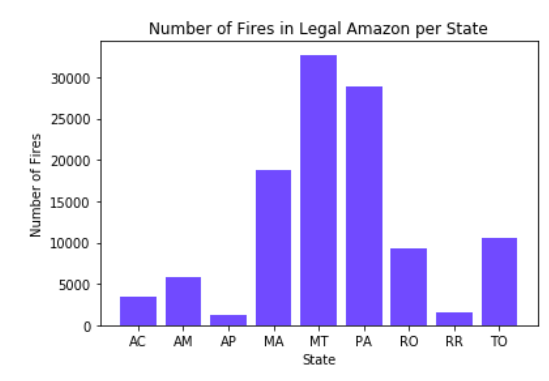 Number of Fires in Legal Amazon per State
30000
25000
20000
15000
10000
5000
0
Number of Fires
AC AM AP MA MT PA RO RR TO
State